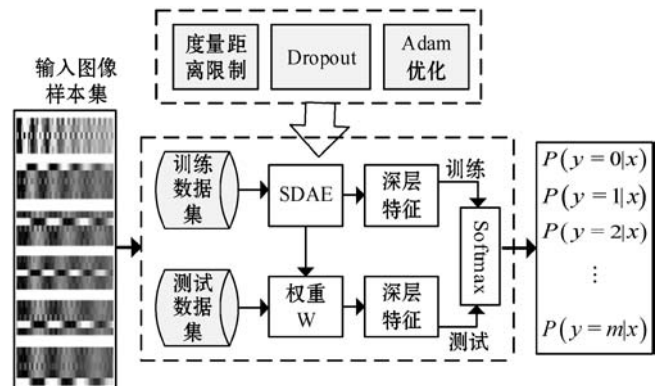 度量距
离限制
Dropout
Adam
优化
输入图像
样本集
训练
数据
集
SDAE
深层
特征
训练
Softmax
测试
数据
集
权重
W
深层
特征
测试
P(y = 0|x)
P(y = 1|x)
P(y = 2|x)
⋮
P(y = m|x)